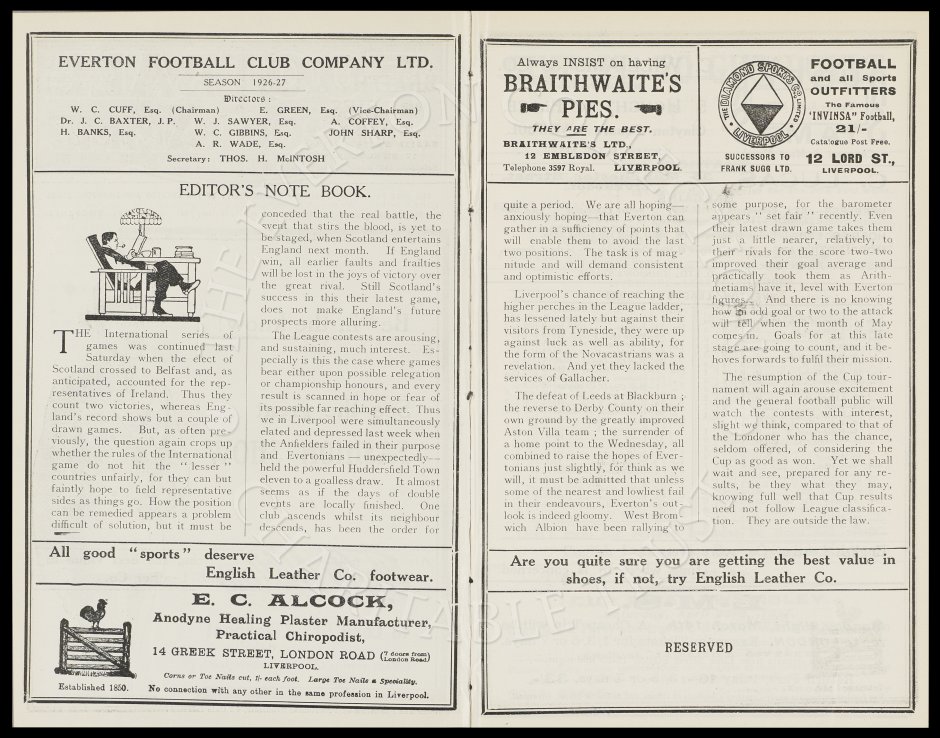 EVERTON FOOTBALL CLUB COMPANY LTD.
SEASON 1926-27
Directors :
W. C. CUFF, Esq. (Chairman) E. GREEN, Esq. (Vice-Chairman)
Dr. J. C. BAXTER, J.P. W. J. SAWYER, Esq. A. COFFEY, Esq.
H. BANKS, Esq. W. C. GIBBINS, Esq. JOHN SHARP, Esq.
A. R. WADE, Esq.
Secretary: THOS. H. McINTOSH
EDITOR'S NOTE BOOK.
THE International series of
games was continued last
Saturday when the elect of
Scotland crossed to Belfast and, as
anticipated, accounted for the rep-
resentatives of Ireland. Thus they
count two victories, whereas Eng-
land's record shows but a couple of
drawn games. But, as often pre-
viously, the question again crops up
whether the rules of the International
game do not hit the " lesser "
countries unfairly, for they can but
faintly hope to field representative
sides as things go. How the position
can be remedied appears a problem
difficult of solution, but it must be
conceded that the real battle, the
event that stirs the blood, is yet to
be staged, when Scotland entertains
England next month. If England
win, all earlier faults and frailties
will be lost in the joys of victory over
the great rival. Still Scotland's
success in this their latest game,
does not make England's future
prospects more alluring.
The League contests are arousing,
and sustaining, much interest. Es-
pecially is this the case where games
bear either upon possible relegation
or championship honours, and every
result is scanned in hope or fear of
its possible far reaching effect. Thus
we in Liverpool were simultaneously
elated and depressed last week when
the Anfielders failed in their purpose
and Evertonians — unexpectedly—
held the powerful Huddersfield Town
eleven to a goalless draw. It almost
seems as if the days of double
events are locally finished. One
club ascends whilst its neighbour
descends, has been the order for
All good "sports" deserve
English Leather Co. footwear.
E. C. ALCOCK,
Anodyne Healing Plaster Manufacturer,
Practical Chiropodist,
14 GREEK STREET, LONDON ROAD (7 doors from London Road)
LIVERPOOL.
Corns or Toe Nails cut, 1/- each foot. Large Toe Nails a Speciality.
Established 1850. No connection with any other in the same profession in Liverpool.
Always INSIST on having
BRAITHWAITE'S
PIES.
THEY ARE THE BEST.
BRAITHWAITE'S LTD.,
12 EMBLEDON STREET,
Telephone 3597 Royal. LIVERPOOL.
THE DIAMOND SPORTS CO. LIMITED
LIVERPOOL
SUCCESSORS TO
FRANK SUGG LTD.
FOOTBALL
and all Sports
OUTFITTERS
The Famous
"INVINSA" Football,
21/-
Catalogue Post Free.
12 LORD ST.,
LIVERPOOL.
quite a period. We are all hoping—
anxiously hoping—that Everton can
gather in a sufficiency of points that
will enable them to avoid the last
two positions. The task is of mag-
nitude and will demand consistent
and optimistic efforts.
Liverpool's chance of reaching the
higher perches in the League ladder,
has lessened lately but against their
visitors from Tyneside, they were up
against luck as well as ability, for
the form of the Novacastrians was a
revelation. And yet they lacked the
services of Gallacher.
The defeat of Leeds at Blackburn ;
the reverse to Derby County on their
own ground by the greatly improved
Aston Villa team ; the surrender of
a home point to the Wednesday, all
combined to raise the hopes of Ever-
tonians just slightly, for think as we
will, it must be admitted that unless
some of the nearest and lowliest fail
in their endeavours, Everton's out-
look is indeed gloomy. West Brom-
wich Albion have been rallying to
some purpose, for the barometer
appears " set fair " recently. Even
their latest drawn game takes them
just a little nearer, relatively, to
their rivals for the score two-two
improved their goal average and
practically took them as Arith-
metians have it, level with Everton
figures. And there is no knowing
how an odd goal or two to the attack
will tell when the month of May
comes in. Goals for at this late
stage are going to count, and it be-
hoves forwards to fulfil their mission.
The resumption of the Cup tour-
nament will again arouse excitement
and the general football public will
watch the contests with interest,
slight we think, compared to that of
the Londoner who has the chance,
seldom offered, of considering the
Cup as good as won. Yet we shall
wait and see, prepared for any re-
sults, be they what they may,
knowing full well that Cup results
need not follow League classifica-
tion. They are outside the law.
Are you quite sure you are getting the best value in
shoes, if not, try English Leather Co.
RESERVED